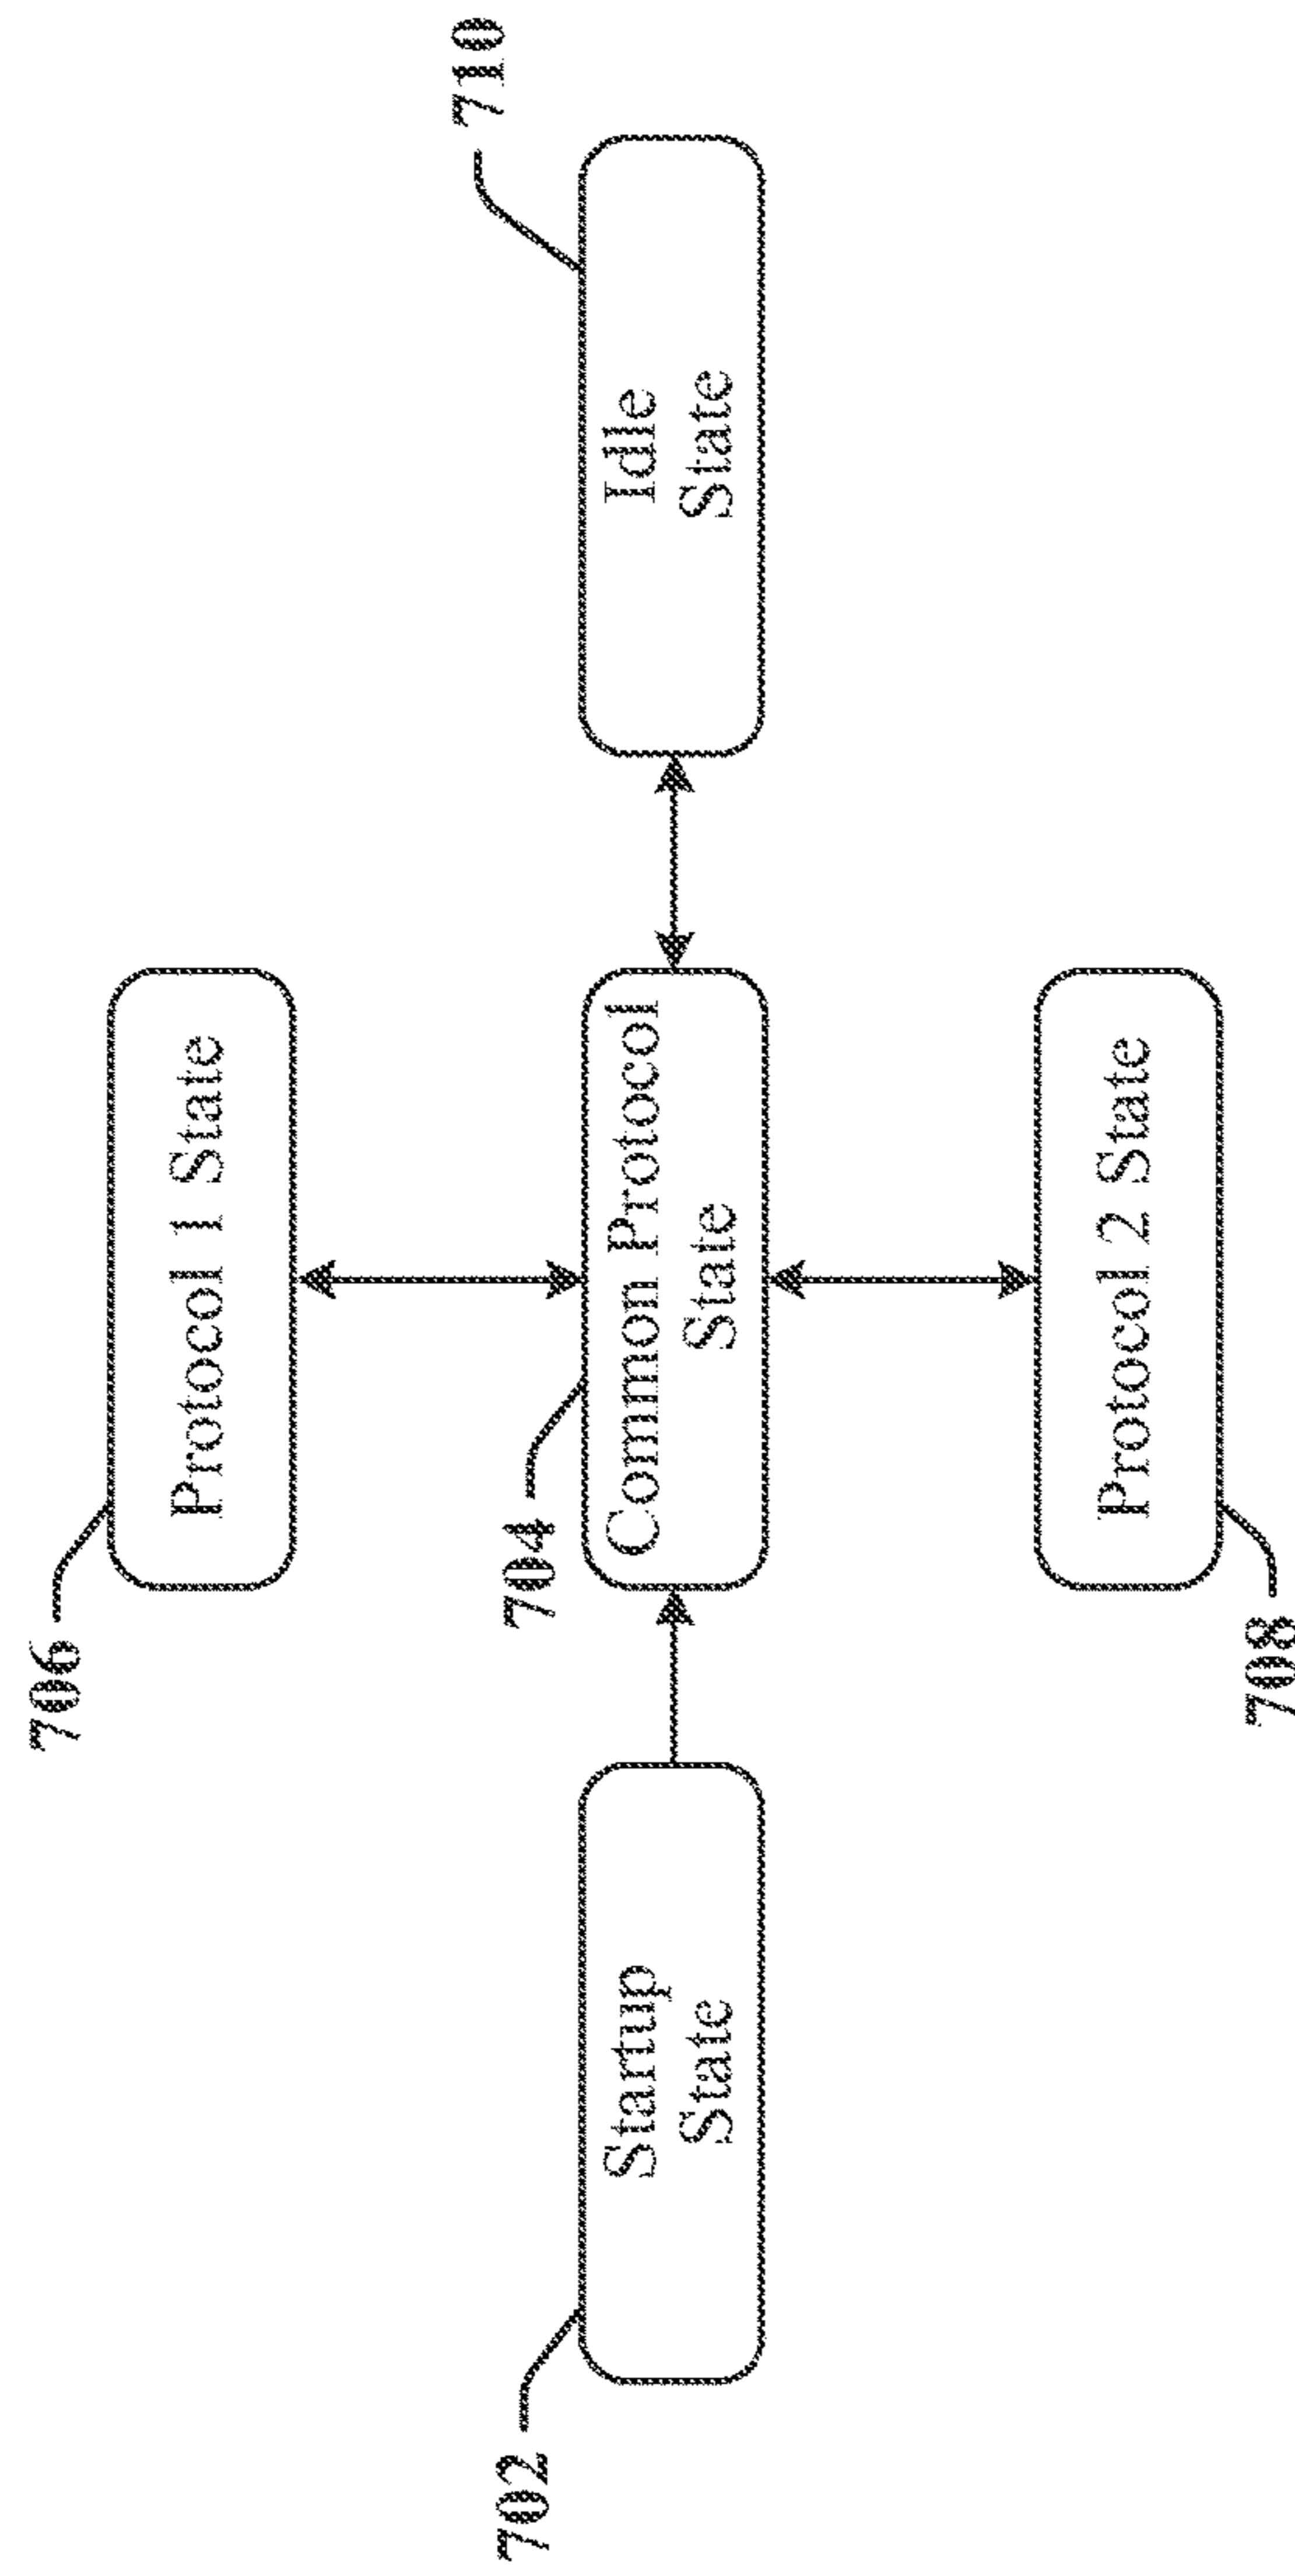 706
Protocol 1 State
702
Startup
State
704
Common Protocol
State
710
Idle
State
708
Protocol 2 State